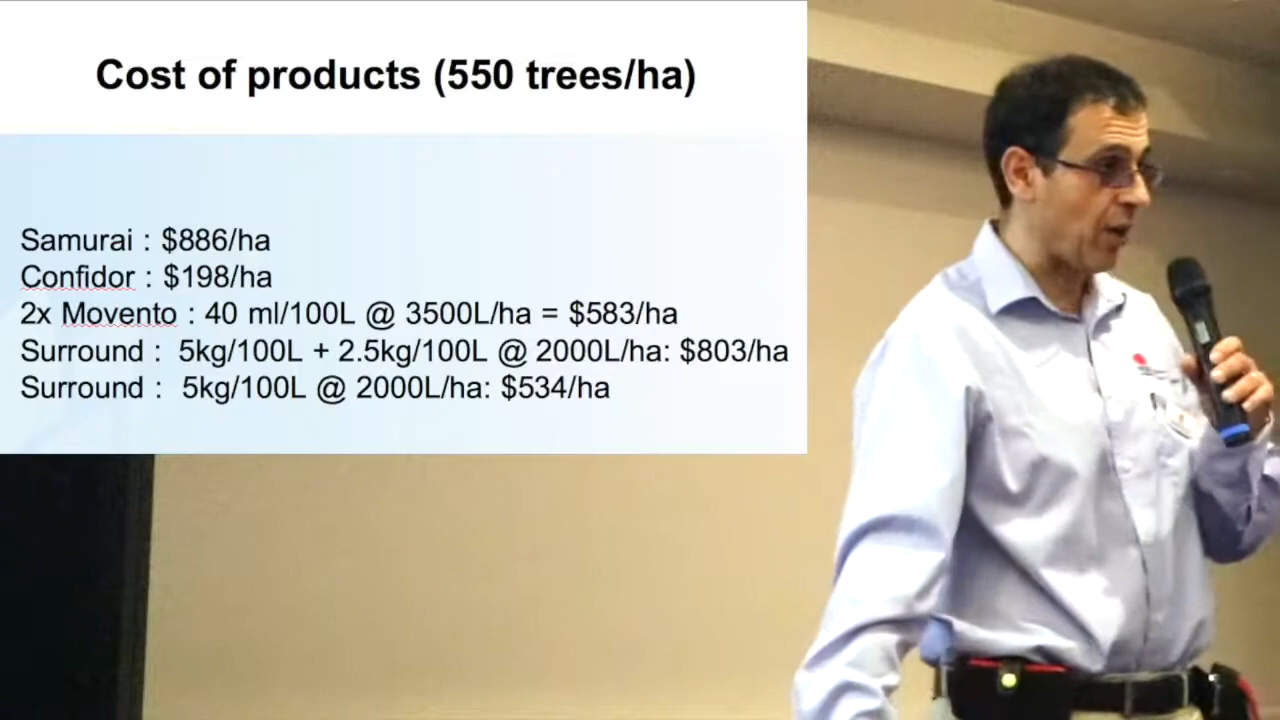 Cost of products (550 trees/ha)
Samurai : $886/ha
Confidor : $198/ha
2x Movento : 40 ml/100L @ 3500L/ha = $583/ha
Surround : 5kg/100L + 2.5kg/100L @ 2000L/ha: $803/ha
Surround : 5kg/100L @ 2000L/ha: $534/ha